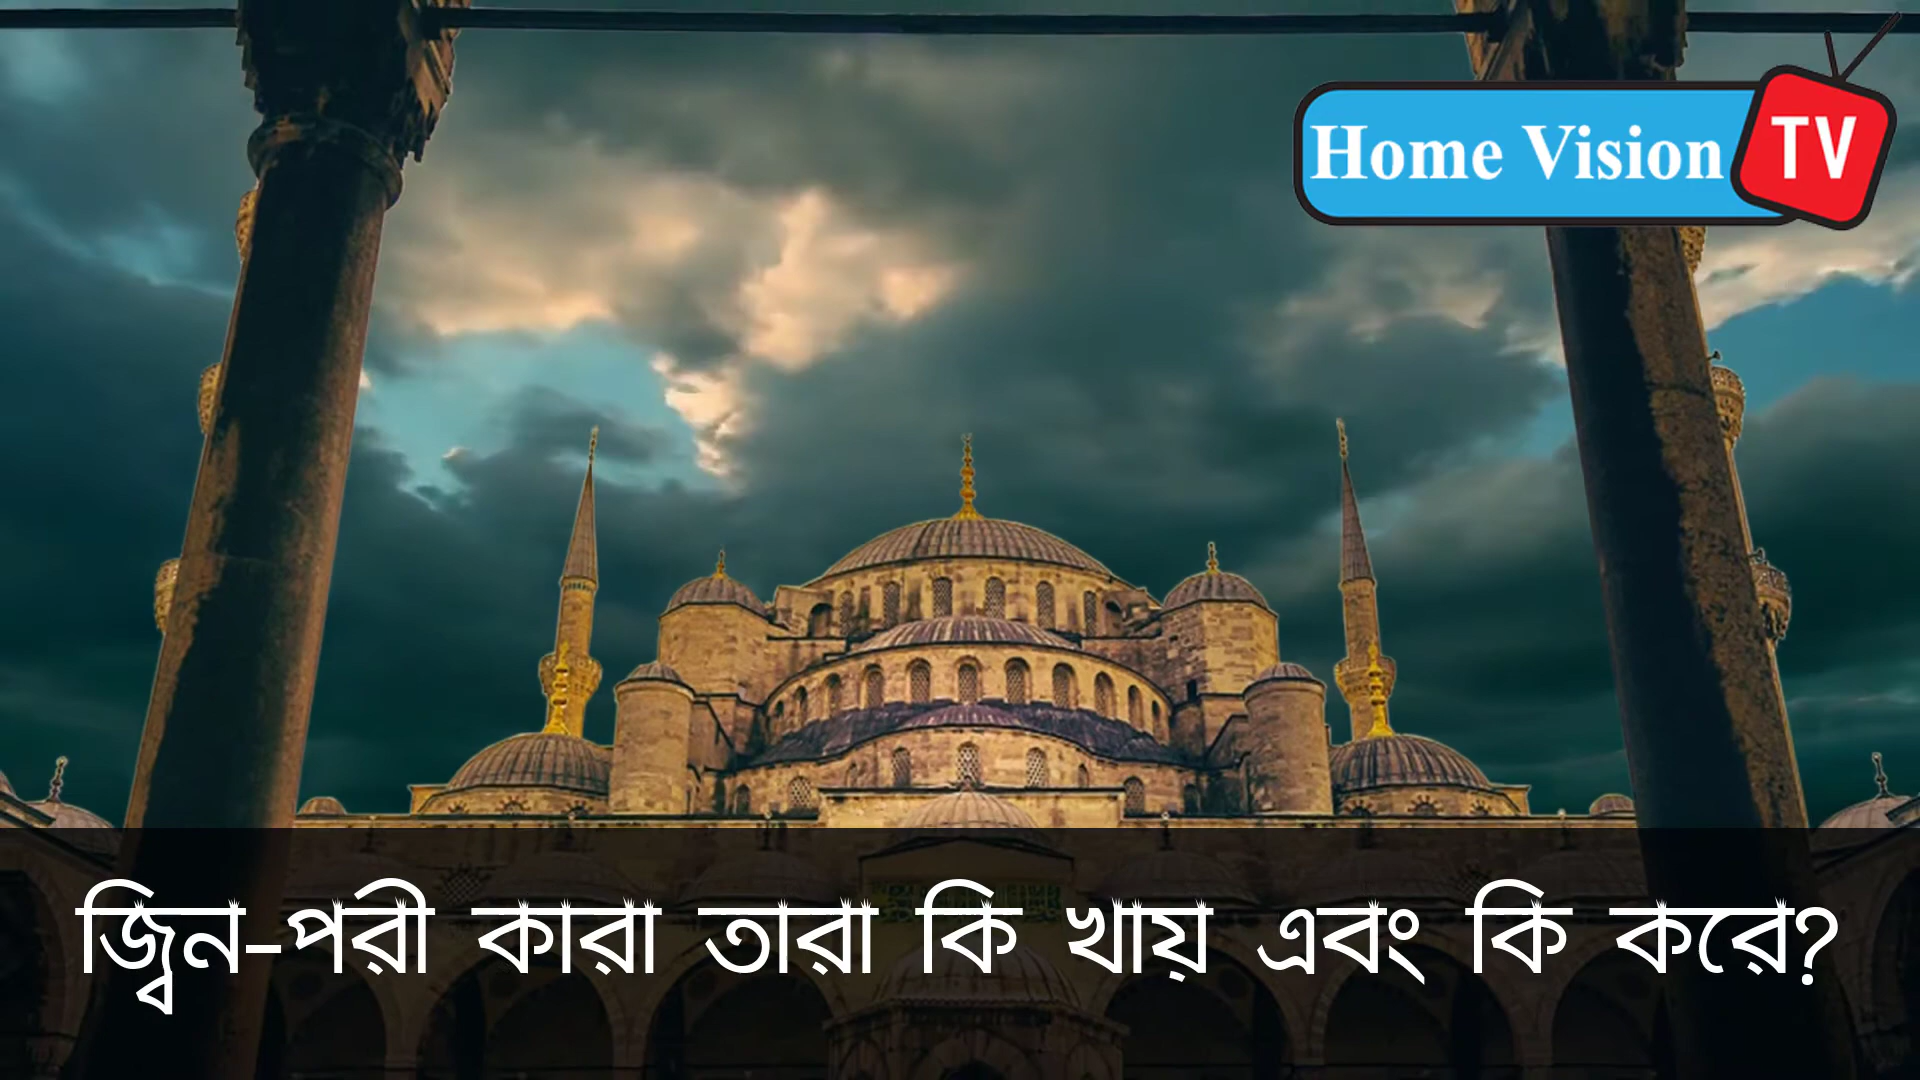 Home Vision TV
জ্বিন-পরী কারা তারা কি খায় এবং কি করে?